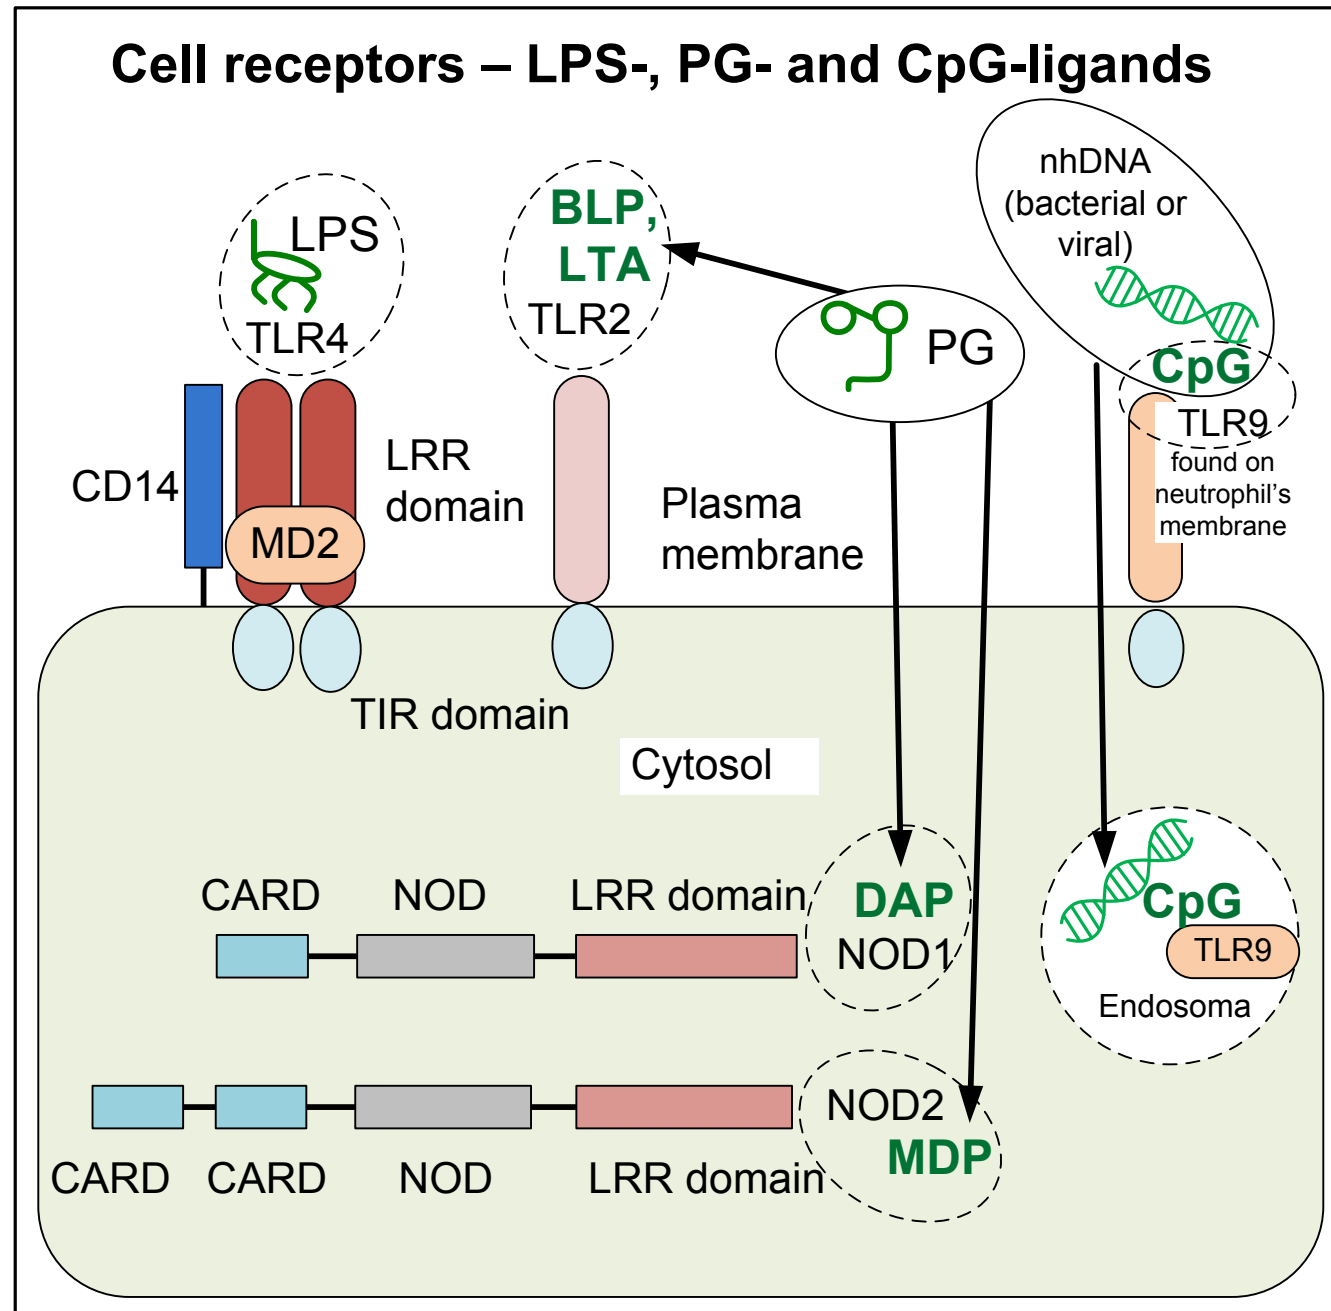 Cell receptors – LPS-, PG- and CpG-ligands
LPS
TLR4
BLP,
LTA
TLR2
PG
nhDNA
(bacterial or
viral)
CpG
TLR9
found on
neutrophil's
membrane
CD14
MD2
LRR
domain
Plasma
membrane
TIR domain
Cytosol
CARD
NOD
LRR domain
DAP
NOD1
CpG
TLR9
Endosoma
NOD2
MDP
CARD
CARD
NOD
LRR domain